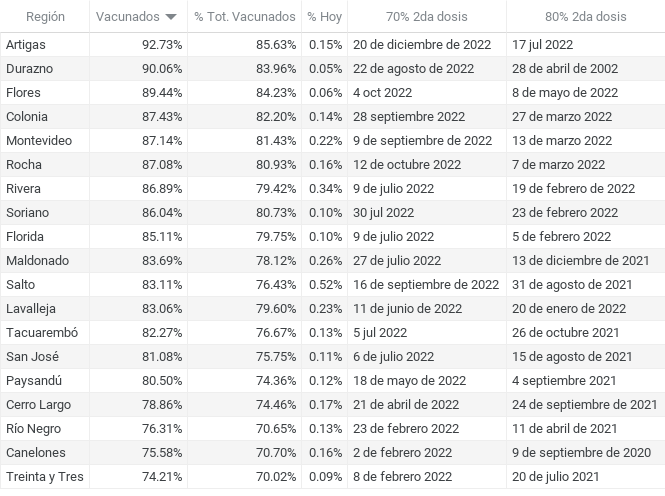 Región Vacunados % Tot. Vacunados % Hoy 70% 2da dosis 80% 2da dosis
Artigas 92.73% 85.63% 0.15% 20 de diciembre de 2022 17 jul 2022
Durazno 90.06% 83.96% 0.05% 22 de agosto de 2022 28 de abril de 2002
Flores 89.44% 84.23% 0.06% 4 oct 2022 8 de mayo de 2022
Colonia 87.43% 82.20% 0.14% 28 septiembre 2022 27 de marzo 2022
Montevideo 87.14% 81.43% 0.22% 9 de septiembre de 2022 13 de marzo 2022
Rocha 87.08% 80.93% 0.16% 12 de octubre 2022 7 de marzo 2022
Rivera 86.89% 79.42% 0.34% 9 de julio 2022 19 de febrero de 2022
Soriano 86.04% 80.73% 0.10% 30 jul 2022 23 de febrero 2022
Florida 85.11% 79.75% 0.10% 9 de julio 2022 5 de febrero 2022
Maldonado 83.69% 78.12% 0.26% 27 de julio 2022 13 de diciembre de 2021
Salto 83.11% 76.43% 0.52% 16 de septiembre de 2022 31 de agosto de 2021
Lavalleja 83.06% 79.60% 0.23% 11 de junio de 2022 20 de enero de 2022
Tacuarembó 82.27% 76.67% 0.13% 5 jul 2022 26 de octubre 2021
San José 81.08% 75.75% 0.11% 6 de julio 2022 15 de agosto de 2021
Paysandú 80.50% 74.36% 0.12% 18 de mayo de 2022 4 septiembre 2021
Cerro Largo 78.86% 74.46% 0.17% 21 de abril de 2022 24 de septiembre de 2021
Río Negro 76.31% 70.65% 0.13% 23 de febrero 2022 11 de abril de 2021
Canelones 75.58% 70.70% 0.16% 2 de febrero 2022 9 de septiembre de 2020
Treinta y Tres 74.21% 70.02% 0.09% 8 de febrero 2022 20 de julio 2021